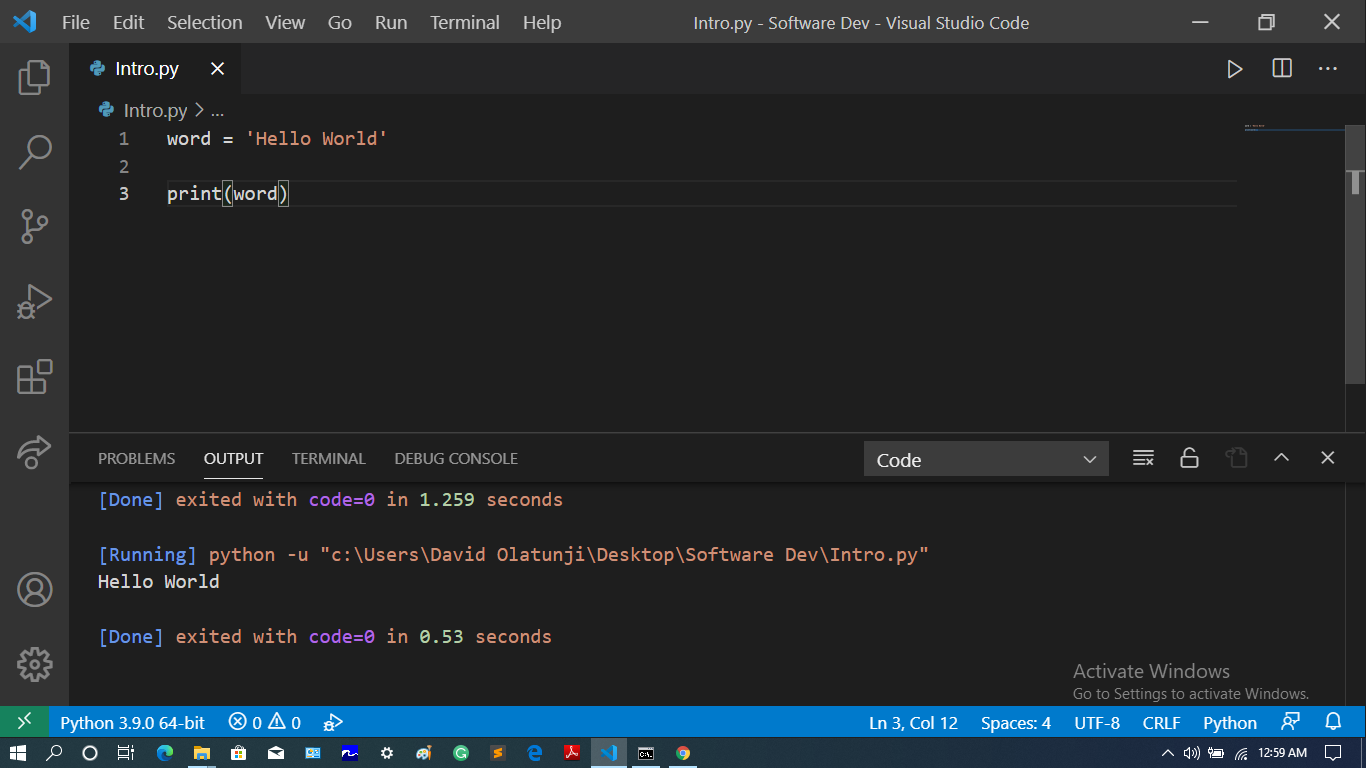 File Edit Selection View Go Run Terminal Help Intro.py - Software Dev - Visual Studio Code
Intro.py
Intro.py > ...
1 word = 'Hello World'
2
3 print(word)
PROBLEMS OUTPUT TERMINAL DEBUG CONSOLE Code
[Done] exited with code=0 in 1.259 seconds
[Running] python -u "c:\Users\David Olatunji\Desktop\Software Dev\Intro.py"
Hello World
[Done] exited with code=0 in 0.53 seconds
Activate Windows
Go to Settings to activate Windows.
Python 3.9.0 64-bit 0 0 Ln 3, Col 12 Spaces: 4 UTF-8 CRLF Python
12:59 AM